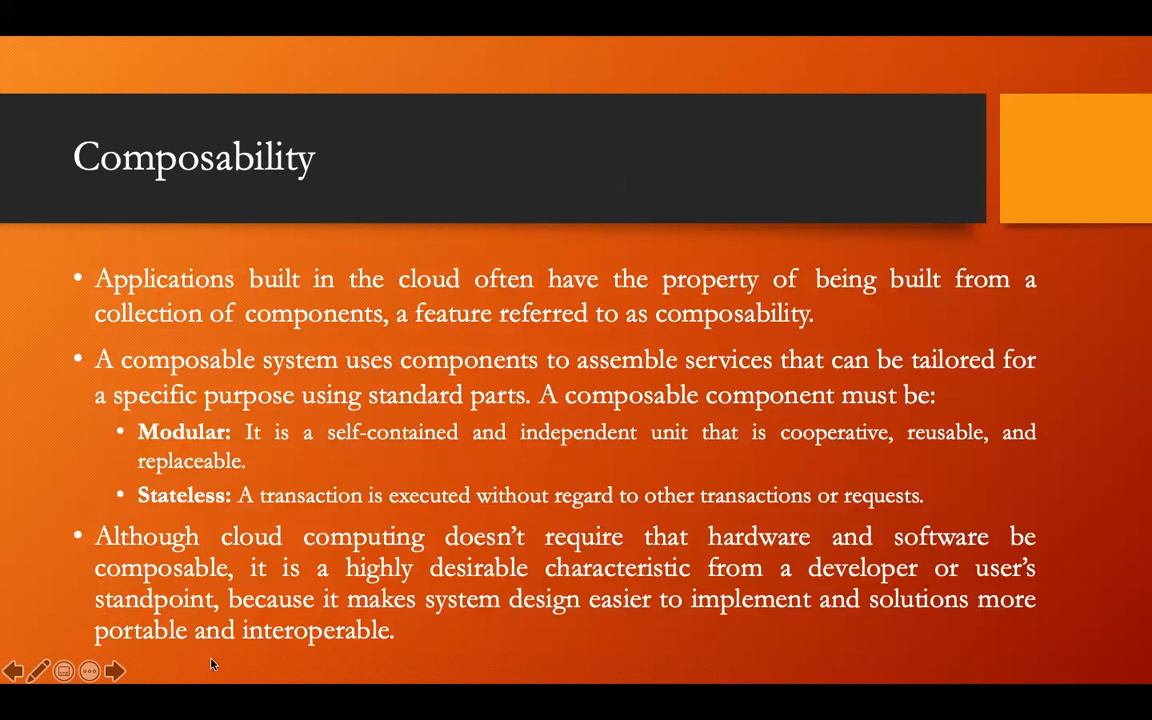 Composability
• Applications built in the cloud often have the property of being built from a
collection of components, a feature referred to as composability.
• A composable system uses components to assemble services that can be tailored for
a specific purpose using standard parts. A composable component must be:
• Modular: It is a self-contained and independent unit that is cooperative, reusable, and
replaceable.
• Stateless: A transaction is executed without regard to other transactions or requests.
• Although cloud computing doesn’t require that hardware and software be
composable, it is a highly desirable characteristic from a developer or user’s
standpoint, because it makes system design easier to implement and solutions more
portable and interoperable.